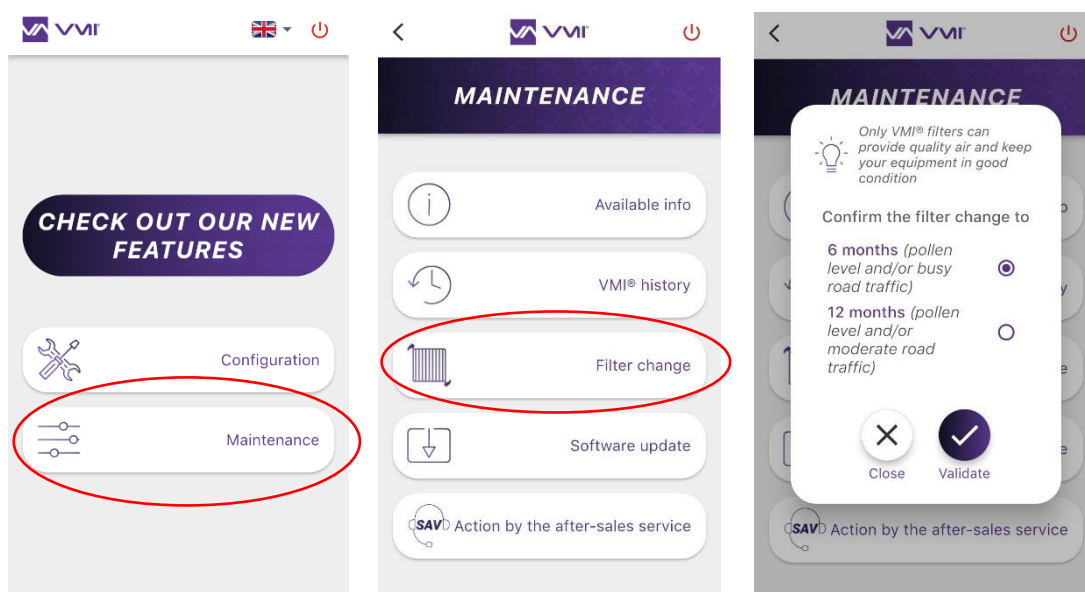 VMI®
CHECK OUT OUR NEW
FEATURES
Configuration
Maintenance
VMI®
MAINTENANCE
Available info
VMI® history
Filter change
Software update
SAV Action by the after-sales service
VMI®
MAINTENANCE
Only VMI® filters can
provide quality air and keep
your equipment in good
condition
Confirm the filter change to
6 months (pollen
level and/or busy
road traffic)
12 months (pollen
level and/or
moderate road
traffic)
Close Validate
o
y
e
e
SAV Action by the after-sales service